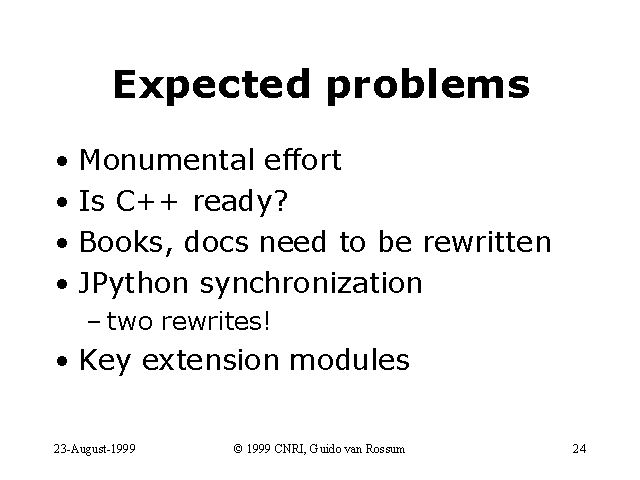 Expected problems
• Monumental effort
• Is C++ ready?
• Books, docs need to be rewritten
• JPython synchronization
– two rewrites!
• Key extension modules
23-August-1999
© 1999 CNRI, Guido van Rossum
24